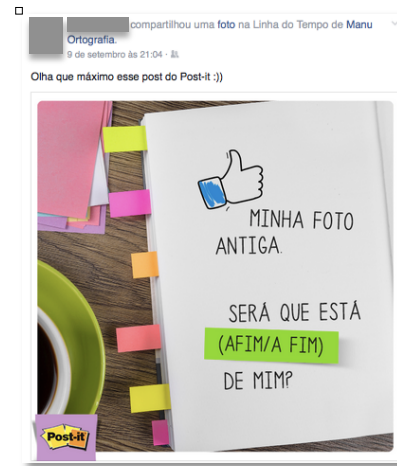 compartilhou uma foto na Linha do Tempo de Manu
Ortografia.
9 de setembro às 21:04 ·
Olha que máximo esse post do Post-it :))
MINHA FOTO
ANTIGA.
SERÁ QUE ESTÁ
(AFIM/A FIM)
DE MIM?
Post-it